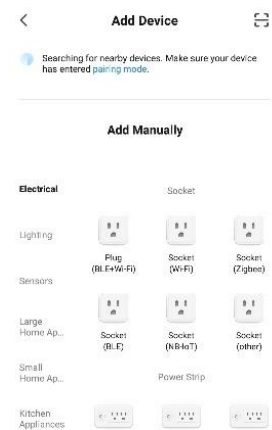 Add Device
Searching for nearby devices. Make sure your device
has entered pairing mode.
Add Manually
Electrical
Lighting
Sensors
Large
Home Ap...
Small
Home Ap...
Kitchen
Appliances
Socket
Plug
(BLE+Wi-Fi)
Socket
(Wi-Fi)
Socket
(Zigbee)
Socket
(BLE)
Socket
(NB-IoT)
Socket
(other)
Power Strip